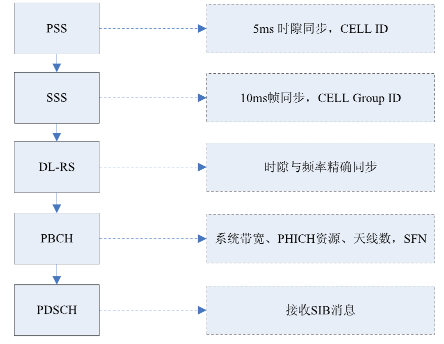 PSS
5ms 时隙同步，CELL ID
SSS
10ms帧同步，CELL Group ID
DL-RS
时隙与频率精确同步
PBCH
系统带宽、PHICH资源、天线数，SFN
PDSCH
接收SIB消息